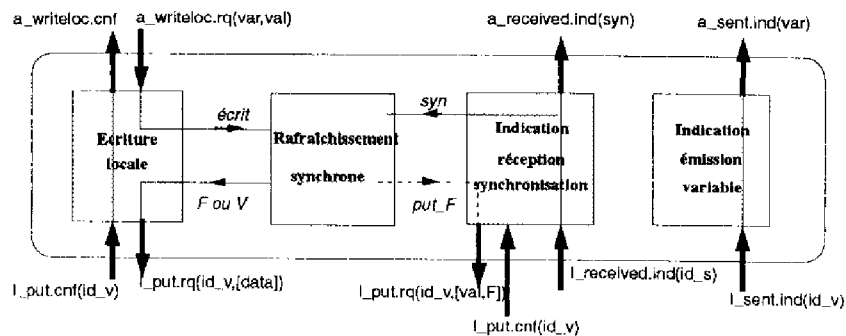 a_writeloc.cnf
a_writeloc.rq(var,val)
a_received.ind(syn)
a_sent.ind(var)
écrit
syn
Ecriture
locale
Rafraîchissement
synchrone
Indication
réception
synchronisation
Indication
émission
variable
F ou V
put_F
l_put.cnf(id_v)
l_put.rq(id_v,[data])
l_put.rq(id_v,[val,F])
l_put.cnf(id_v)
l_received.ind(id_s)
l_sent.ind(id_v)